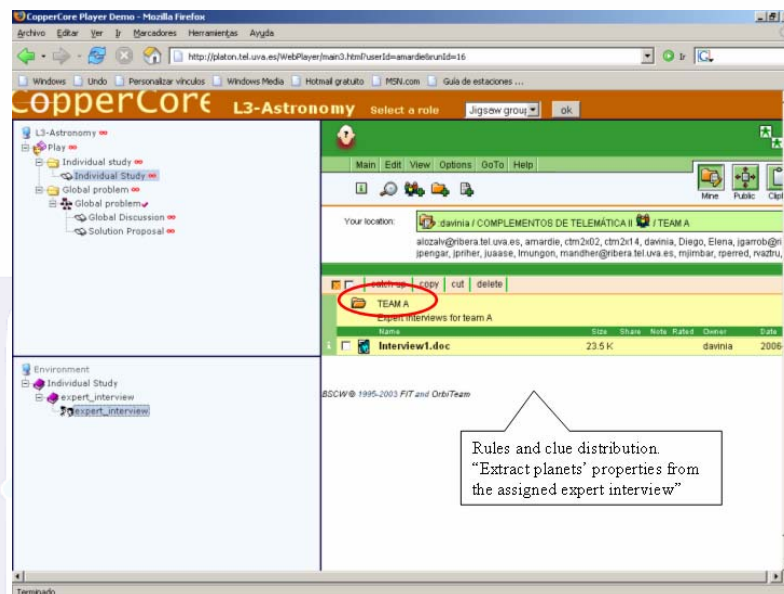 CopperCore Player Demo - Mozilla Firefox
Archivo Editar Ver Ir Marcadores Herramientas Ayuda
http://platon.tel.uva.es/WebPlayer/main3.html?userId=amardie&runId=16
Windows Undo Personalizar vínculos Windows Media Hotmail gratuito MSN.com Guía de estaciones ...
CopperCore L3-Astronomy Select a role Jigsaw group ok
L3-Astronomy
Play
Individual study
Individual Study
Global problem
Global problem
Global Discussion
Solution Proposal
Main Edit View Options GoTo Help
Mine Public
Your location: :davinia / COMPLEMENTOS DE TELEMÁTICA II / TEAM A
alozalv@ribera.tel.uva.es, amardie, ctm2x02, ctm2x14, davinia, Diego, Elena,
jpengar, jpriher, juaase, lmungon, mandher@ribera.tel.uva.es, mjimbar, rperred,
catch up copy cut delete
TEAM A
Expert interviews for team A
Name Size Share Note Rated Owner Date
Interview1.doc 23.5 K davinia 2006-
BSCW © 1995-2003 FIT and OrbiTeam
Rules and clue distribution.
“Extract planets’ properties from
the assigned expert interview”
Environment
Individual Study
expert_interview
expert_interview
Terminado